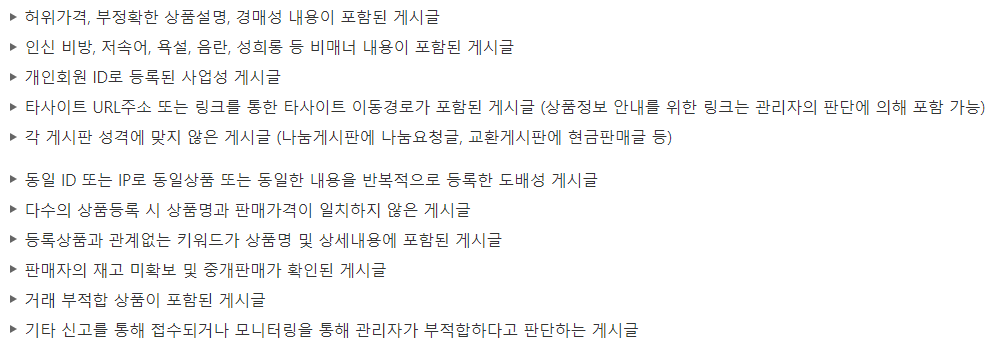 ▶ 허위가격, 부정확한 상품설명, 경매성 내용이 포함된 게시글
▶ 인신 비방, 저속어, 욕설, 음란, 성희롱 등 비매너 내용이 포함된 게시글
▶ 개인회원 ID로 등록된 사업성 게시글
▶ 타사이트 URL주소 또는 링크를 통한 타사이트 이동경로가 포함된 게시글 (상품정보 안내를 위한 링크는 관리자의 판단에 의해 포함 가능)
▶ 각 게시판 성격에 맞지 않은 게시글 (나눔게시판에 나눔요청글, 교환게시판에 현금판매글 등)
▶ 동일 ID 또는 IP로 동일상품 또는 동일한 내용을 반복적으로 등록한 도배성 게시글
▶ 다수의 상품등록 시 상품명과 판매가격이 일치하지 않은 게시글
▶ 등록상품과 관계없는 키워드가 상품명 및 상세내용에 포함된 게시글
▶ 판매자의 재고 미확보 및 중개판매가 확인된 게시글
▶ 거래 부적합 상품이 포함된 게시글
▶ 기타 신고를 통해 접수되거나 모니터링을 통해 관리자가 부적합하다고 판단하는 게시글